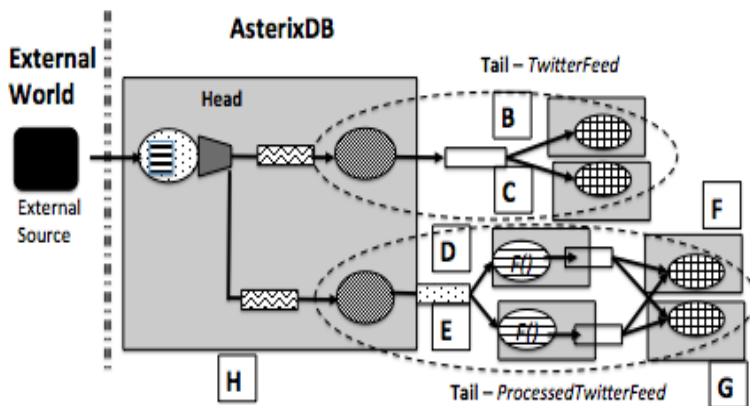 AsterixDB
External
World
Tail – TwitterFeed
Head
B
C
External
Source
F
D
F()
E
F()
H
G
Tail – ProcessedTwitterFeed